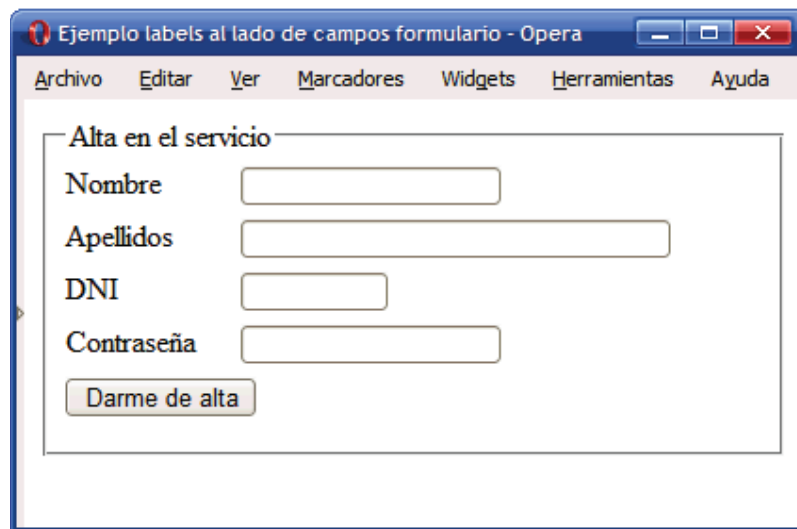 Ejemplo labels al lado de campos formulario - Opera
Archivo Editar Ver Marcadores Widgets Herramientas Ayuda
Alta en el servicio
Nombre
Apellidos
DNI
Contraseña
Darme de alta